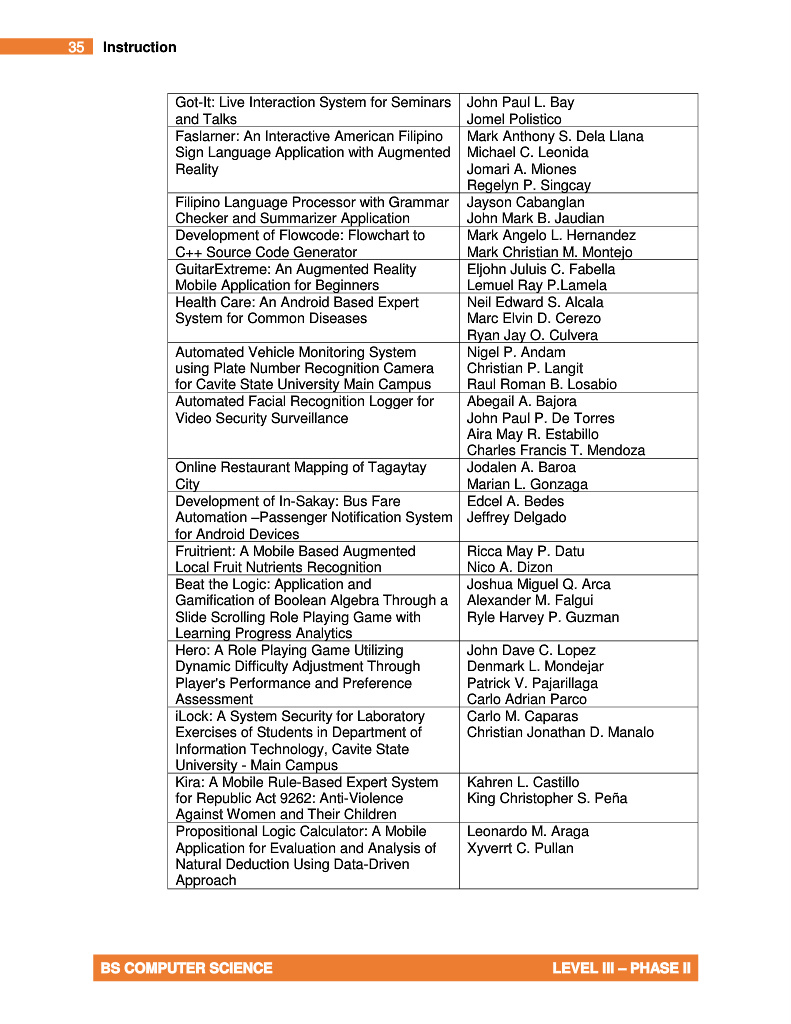 35 Instruction
Got-It: Live Interaction System for Seminars
and Talks
John Paul L. Bay
Jomel Polistico
Faslarner: An Interactive American Filipino
Sign Language Application with Augmented
Reality
Mark Anthony S. Dela Llana
Michael C. Leonida
Jomari A. Miones
Regelyn P. Singcay
Filipino Language Processor with Grammar
Checker and Summarizer Application
Jayson Cabanglan
John Mark B. Jaudian
Development of Flowcode: Flowchart to
C++ Source Code Generator
Mark Angelo L. Hernandez
Mark Christian M. Montejo
GuitarExtreme: An Augmented Reality
Mobile Application for Beginners
Eljohn Juluis C. Fabella
Lemuel Ray P.Lamela
Health Care: An Android Based Expert
System for Common Diseases
Neil Edward S. Alcala
Marc Elvin D. Cerezo
Ryan Jay O. Culvera
Automated Vehicle Monitoring System
using Plate Number Recognition Camera
for Cavite State University Main Campus
Nigel P. Andam
Christian P. Langit
Raul Roman B. Losabio
Automated Facial Recognition Logger for
Video Security Surveillance
Abegail A. Bajora
John Paul P. De Torres
Aira May R. Estabillo
Charles Francis T. Mendoza
Online Restaurant Mapping of Tagaytay
City
Jodalen A. Baroa
Marian L. Gonzaga
Development of In-Sakay: Bus Fare
Automation –Passenger Notification System
for Android Devices
Edcel A. Bedes
Jeffrey Delgado
Fruitrient: A Mobile Based Augmented
Local Fruit Nutrients Recognition
Ricca May P. Datu
Nico A. Dizon
Beat the Logic: Application and
Gamification of Boolean Algebra Through a
Slide Scrolling Role Playing Game with
Learning Progress Analytics
Joshua Miguel Q. Arca
Alexander M. Falgui
Ryle Harvey P. Guzman
Hero: A Role Playing Game Utilizing
Dynamic Difficulty Adjustment Through
Player's Performance and Preference
Assessment
John Dave C. Lopez
Denmark L. Mondejar
Patrick V. Pajarillaga
Carlo Adrian Parco
iLock: A System Security for Laboratory
Exercises of Students in Department of
Information Technology, Cavite State
University - Main Campus
Carlo M. Caparas
Christian Jonathan D. Manalo
Kira: A Mobile Rule-Based Expert System
for Republic Act 9262: Anti-Violence
Against Women and Their Children
Kahren L. Castillo
King Christopher S. Peña
Propositional Logic Calculator: A Mobile
Application for Evaluation and Analysis of
Natural Deduction Using Data-Driven
Approach
Leonardo M. Araga
Xyverrt C. Pullan
BS COMPUTER SCIENCE LEVEL III – PHASE II